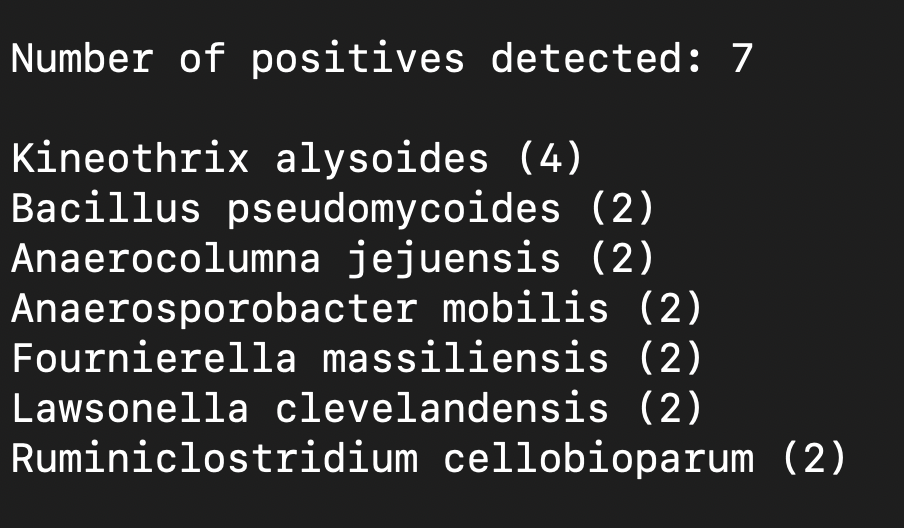 Number of positives detected: 7
Kineothrix alysoides (4)
Bacillus pseudomycoides (2)
Anaerocolumna jejuensis (2)
Anaerosporobacter mobilis (2)
Fournierella massiliensis (2)
Lawsonella clevelandensis (2)
Ruminiclostridium cellobioparum (2)